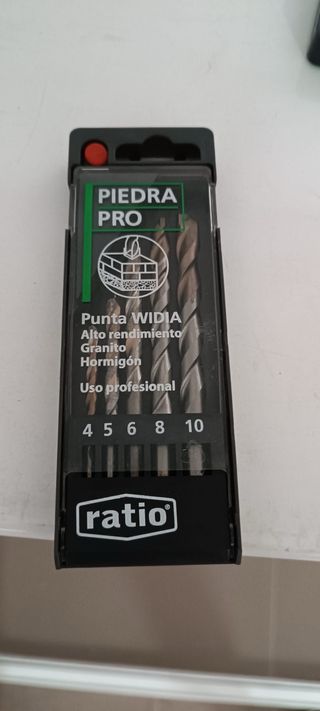 PIEDRA
PRO
Punta WIDIA
Alto rendimiento
Granito
Hormigón
Uso profesional
4 5 6 8 10
ratio®